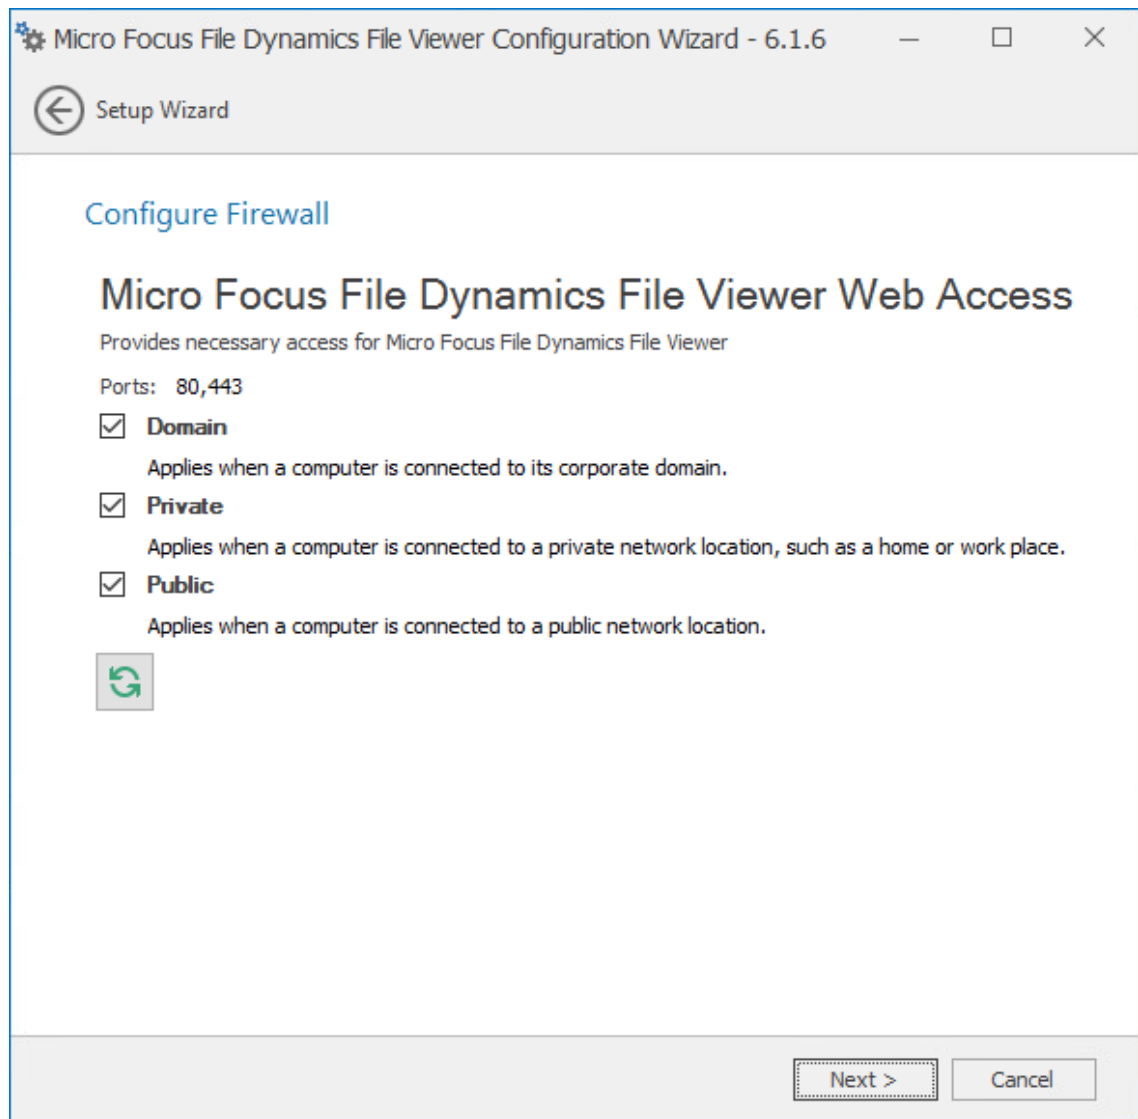 Micro Focus File Dynamics File Viewer Configuration Wizard - 6.1.6
Setup Wizard
Configure Firewall
Micro Focus File Dynamics File Viewer Web Access
Provides necessary access for Micro Focus File Dynamics File Viewer
Ports: 80,443
Domain
Applies when a computer is connected to its corporate domain.
Private
Applies when a computer is connected to a private network location, such as a home or work place.
Public
Applies when a computer is connected to a public network location.
Next > Cancel